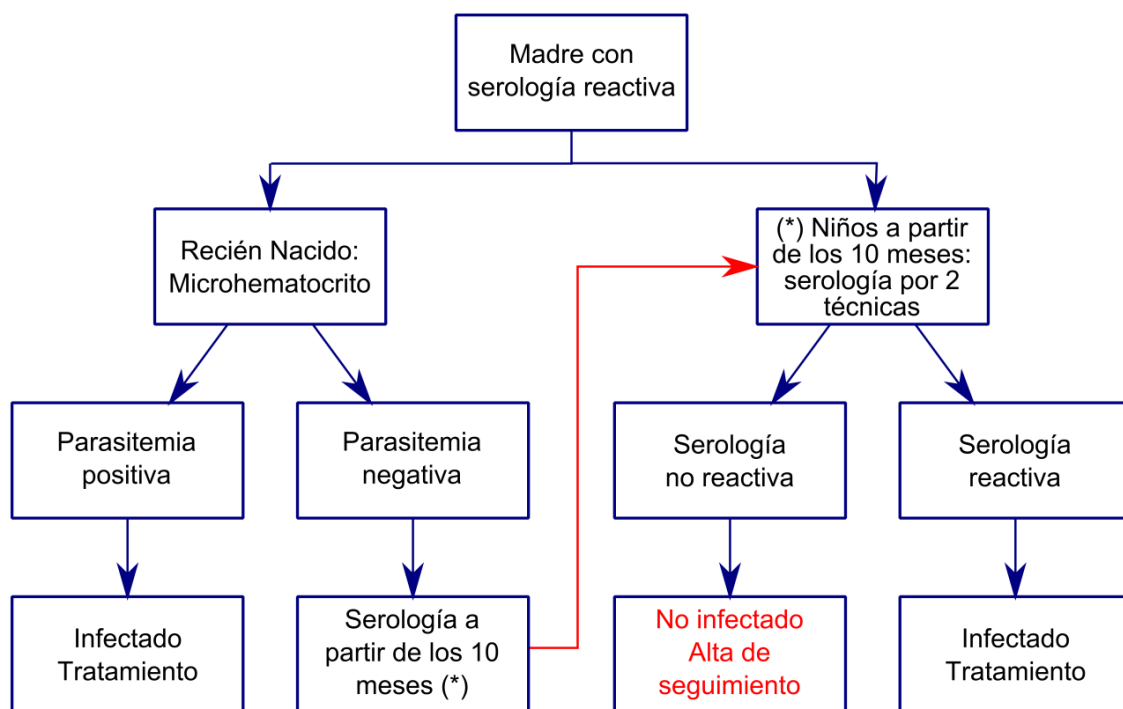 Madre con
serología reactiva
Recién Nacido:
Microhematocrito
(*) Niños a partir
de los 10 meses:
serología por 2
técnicas
Parasitemia
positiva
Parasitemia
negativa
Serología
no reactiva
Serología
reactiva
Infectado
Tratamiento
Serología a
partir de los 10
meses (*)
No infectado
Alta de
seguimiento
Infectado
Tratamiento